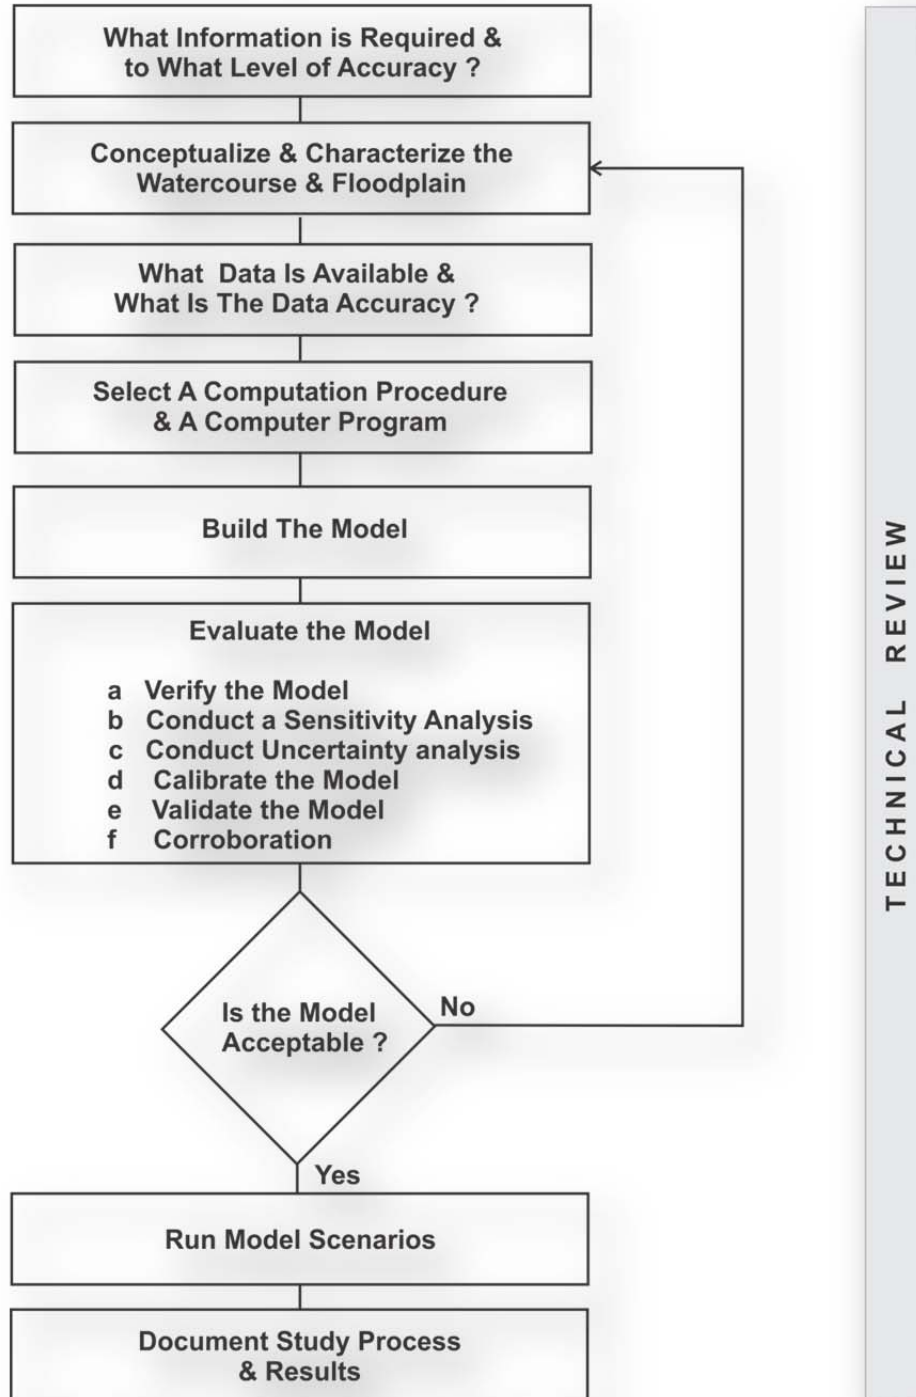 What Information is Required &
to What Level of Accuracy ?
Conceptualize & Characterize the
Watercourse & Floodplain
What Data Is Available &
What Is The Data Accuracy ?
Select A Computation Procedure
& A Computer Program
Build The Model
Evaluate the Model
a Verify the Model
b Conduct a Sensitivity Analysis
c Conduct Uncertainty analysis
d Calibrate the Model
e Validate the Model
f Corroboration
Is the Model
Acceptable ?
No
Yes
Run Model Scenarios
Document Study Process
& Results
TECHNICAL REVIEW